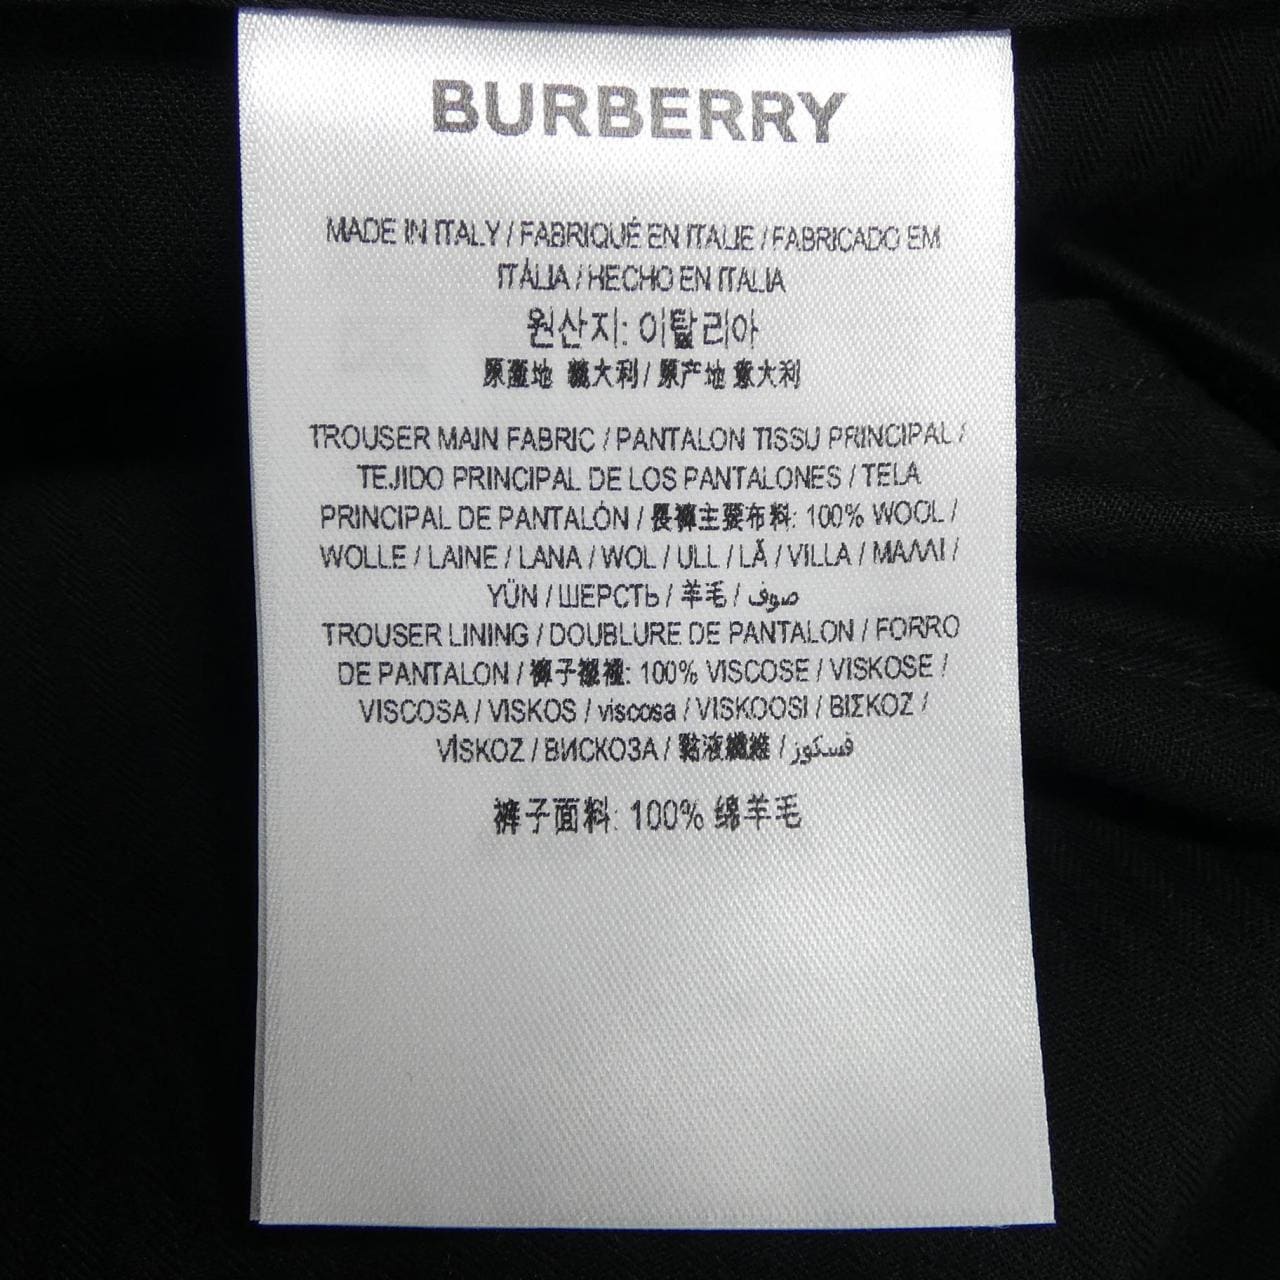 BURBERRY
MADE IN ITALY / FABRIQUÉ EN ITALIE / FABRICADO EM
ITÁLIA / HECHO EN ITALIA
원산지: 이탈리아
原產地 義大利 / 原产地 意大利
TROUSER MAIN FABRIC / PANTALON TISSU PRINCIPAL /
TEJIDO PRINCIPAL DE LOS PANTALONES / TELA
PRINCIPAL DE PANTALÓN / 長褲主要布料: 100% WOOL /
WOLLE / LAINE / LANA / WOL / ULL / LÃ / VILLA / ΜΑΛΛΙ /
YÜN / ШЕРСТЬ / 羊毛 / صوف
TROUSER LINING / DOUBLURE DE PANTALON / FORRO
DE PANTALON / 褲子襯裡: 100% VISCOSE / VISKOSE /
VISCOSA / VISKOS / viscosa / VISKOOSI / ΒΙΣΚΟΖ /
VİSKOZ / ВИСКОЗА / 黏液纖維 / فسكوز
裤子面料: 100% 绵羊毛